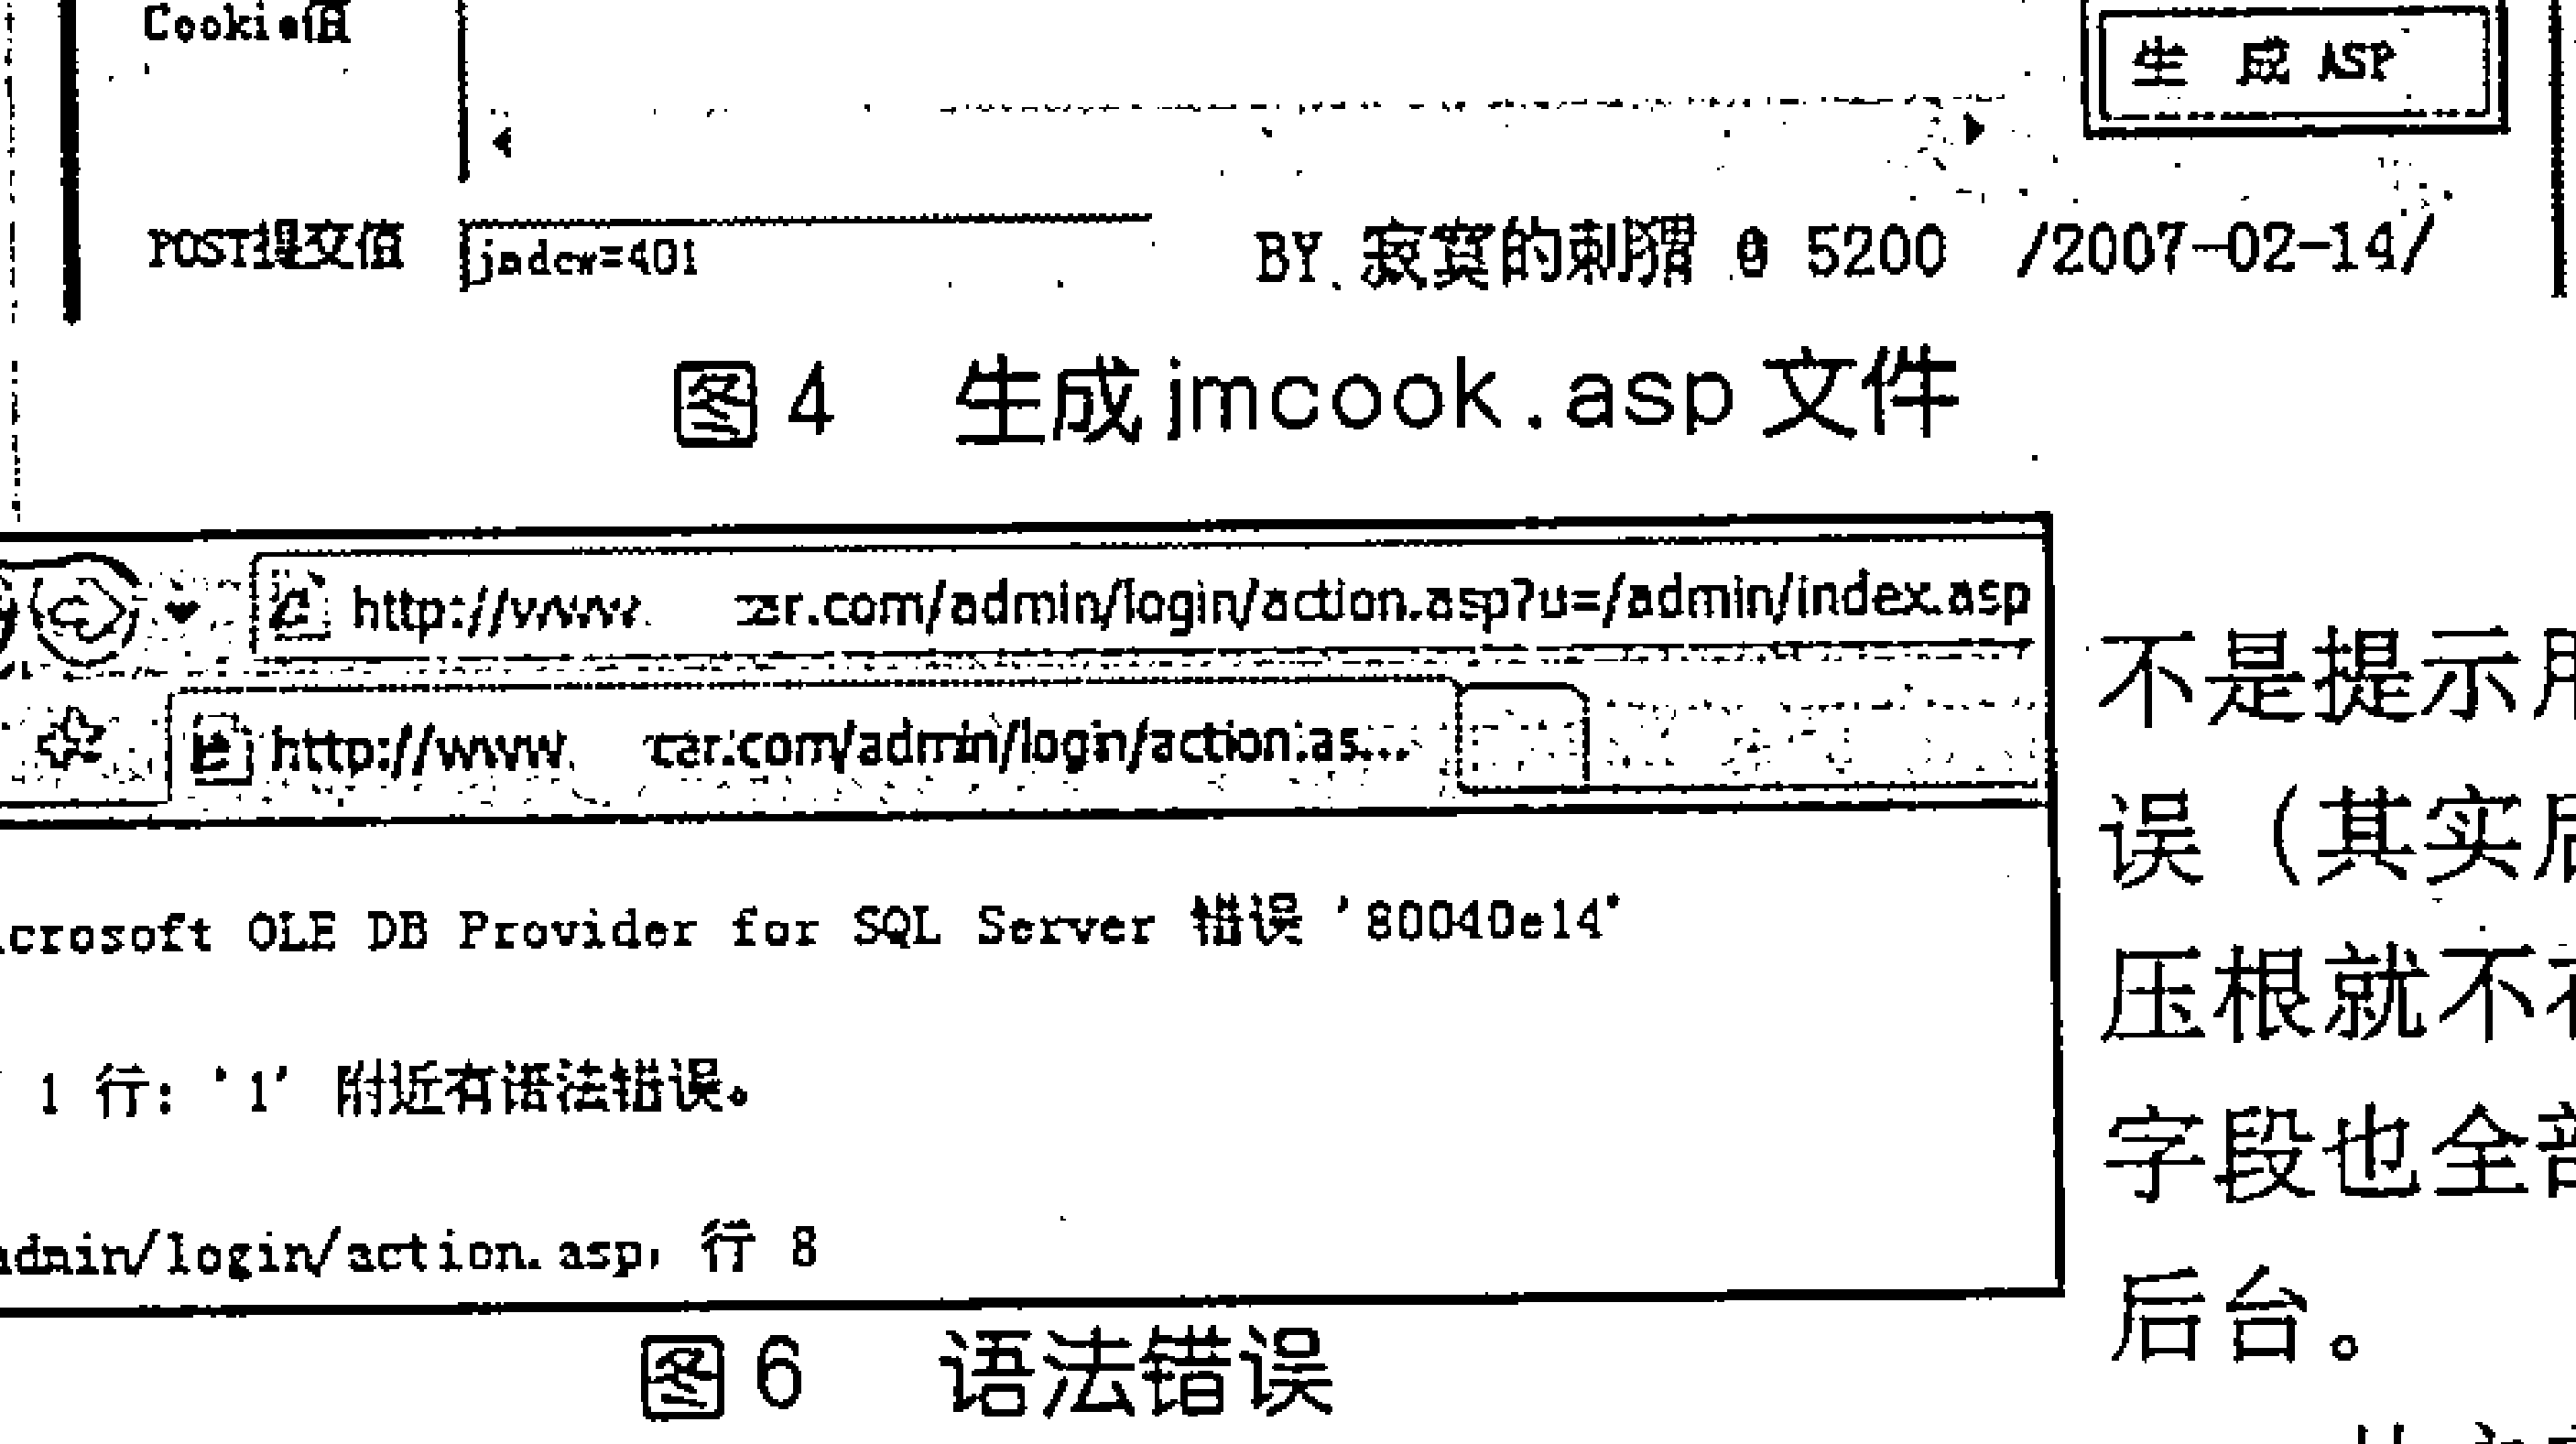 Cookie值
生 成 ASP
POST提交值 jmdcw=401 BY 寂寞的刺猬 @ 5200 /2007-02-14/
图4 生成jmcook.asp文件
http://www. car.com/admin/login/action.asp?u=/admin/index.asp
http://www. car.com/admin/login/action.as...
crosoft OLE DB Provider for SQL Server 错误 '80040e14'
1 行: '1' 附近有语法错误。
admin/login/action.asp, 行 8
图6 语法错误
不是提示
误（其实
压根就不
字段也全
后台。